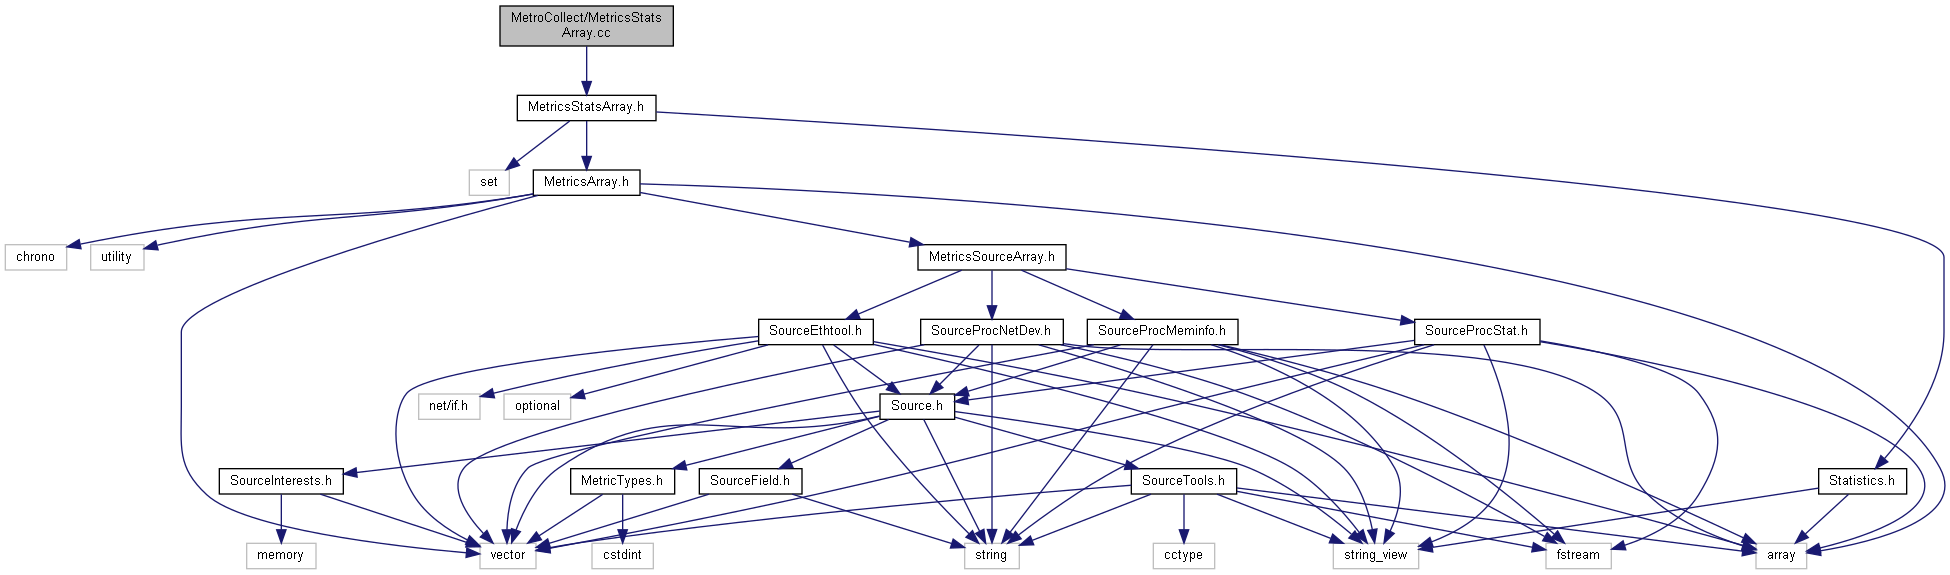 MetroCollect/MetricsStats
Array.cc
MetricsStatsArray.h
set
MetricsArray.h
chrono
utility
MetricsSourceArray.h
SourceEthtool.h
SourceProcNetDev.h
SourceProcMeminfo.h
SourceProcStat.h
net/if.h
optional
Source.h
SourceInterests.h
MetricTypes.h
SourceField.h
SourceTools.h
Statistics.h
memory
vector
cstdint
string
cctype
string_view
fstream
array